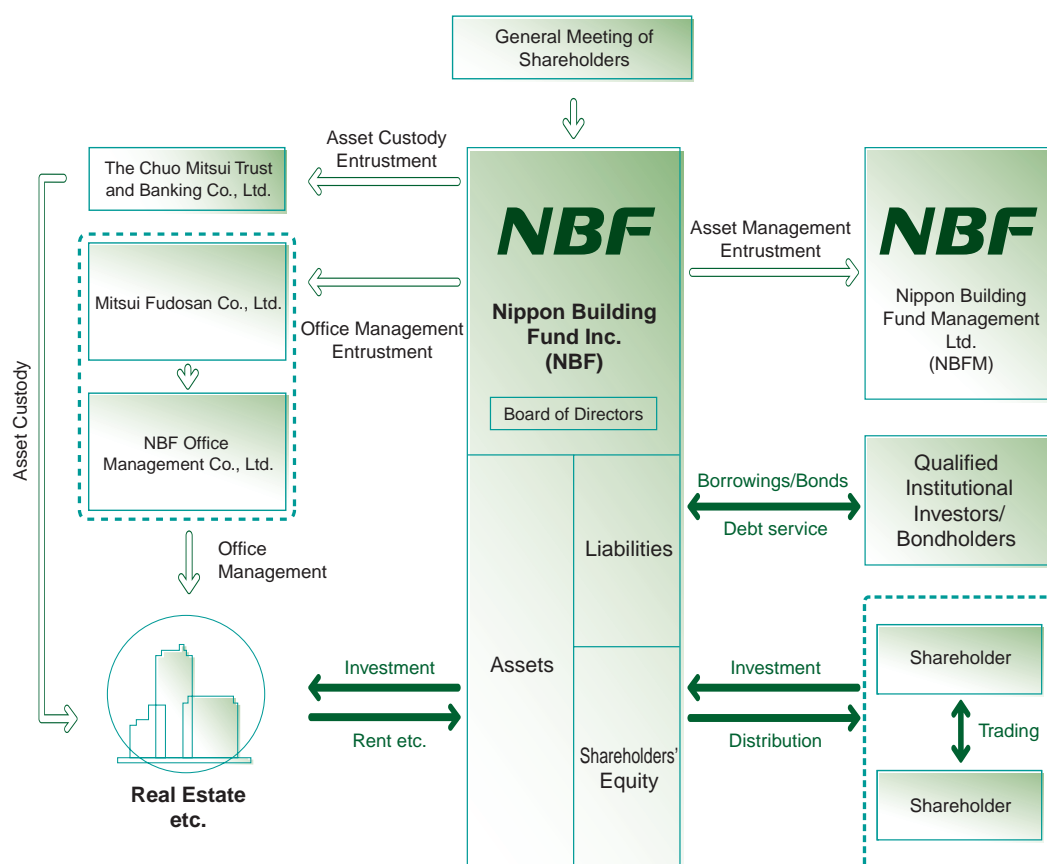 General Meeting of
Shareholders
Asset Custody
Entrustment
The Chuo Mitsui Trust
and Banking Co., Ltd.
NBF
Nippon Building
Fund Inc.
(NBF)
Board of Directors
Asset Management
Entrustment
NBF
Nippon Building
Fund Management
Ltd.
(NBFM)
Mitsui Fudosan Co., Ltd.
Office Management
Entrustment
NBF Office
Management Co., Ltd.
Asset Custody
Office
Management
Borrowings/Bonds
Debt service
Qualified
Institutional
Investors/
Bondholders
Liabilities
Assets
Shareholders'
Equity
Investment
Rent etc.
Real Estate
etc.
Investment
Distribution
Shareholder
Trading
Shareholder